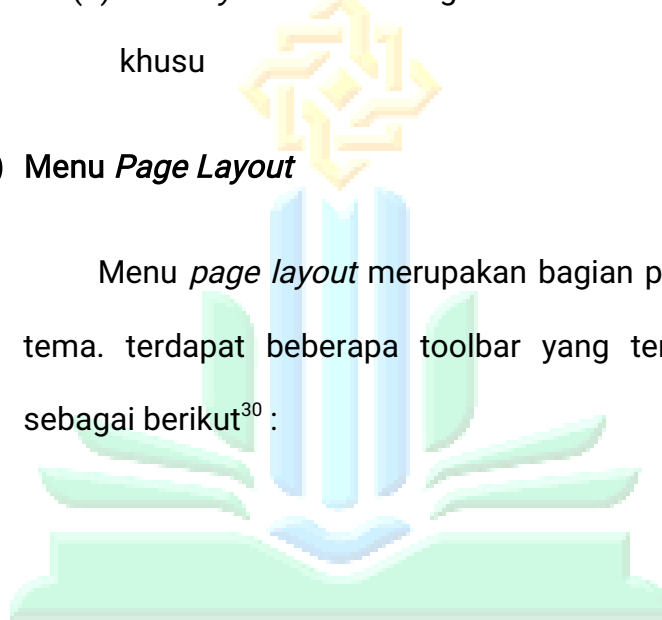 khusu
) Menu Page Layout
Menu page layout merupakan bagian p
tema. terdapat beberapa toolbar yang ter
sebagai berikut30 :